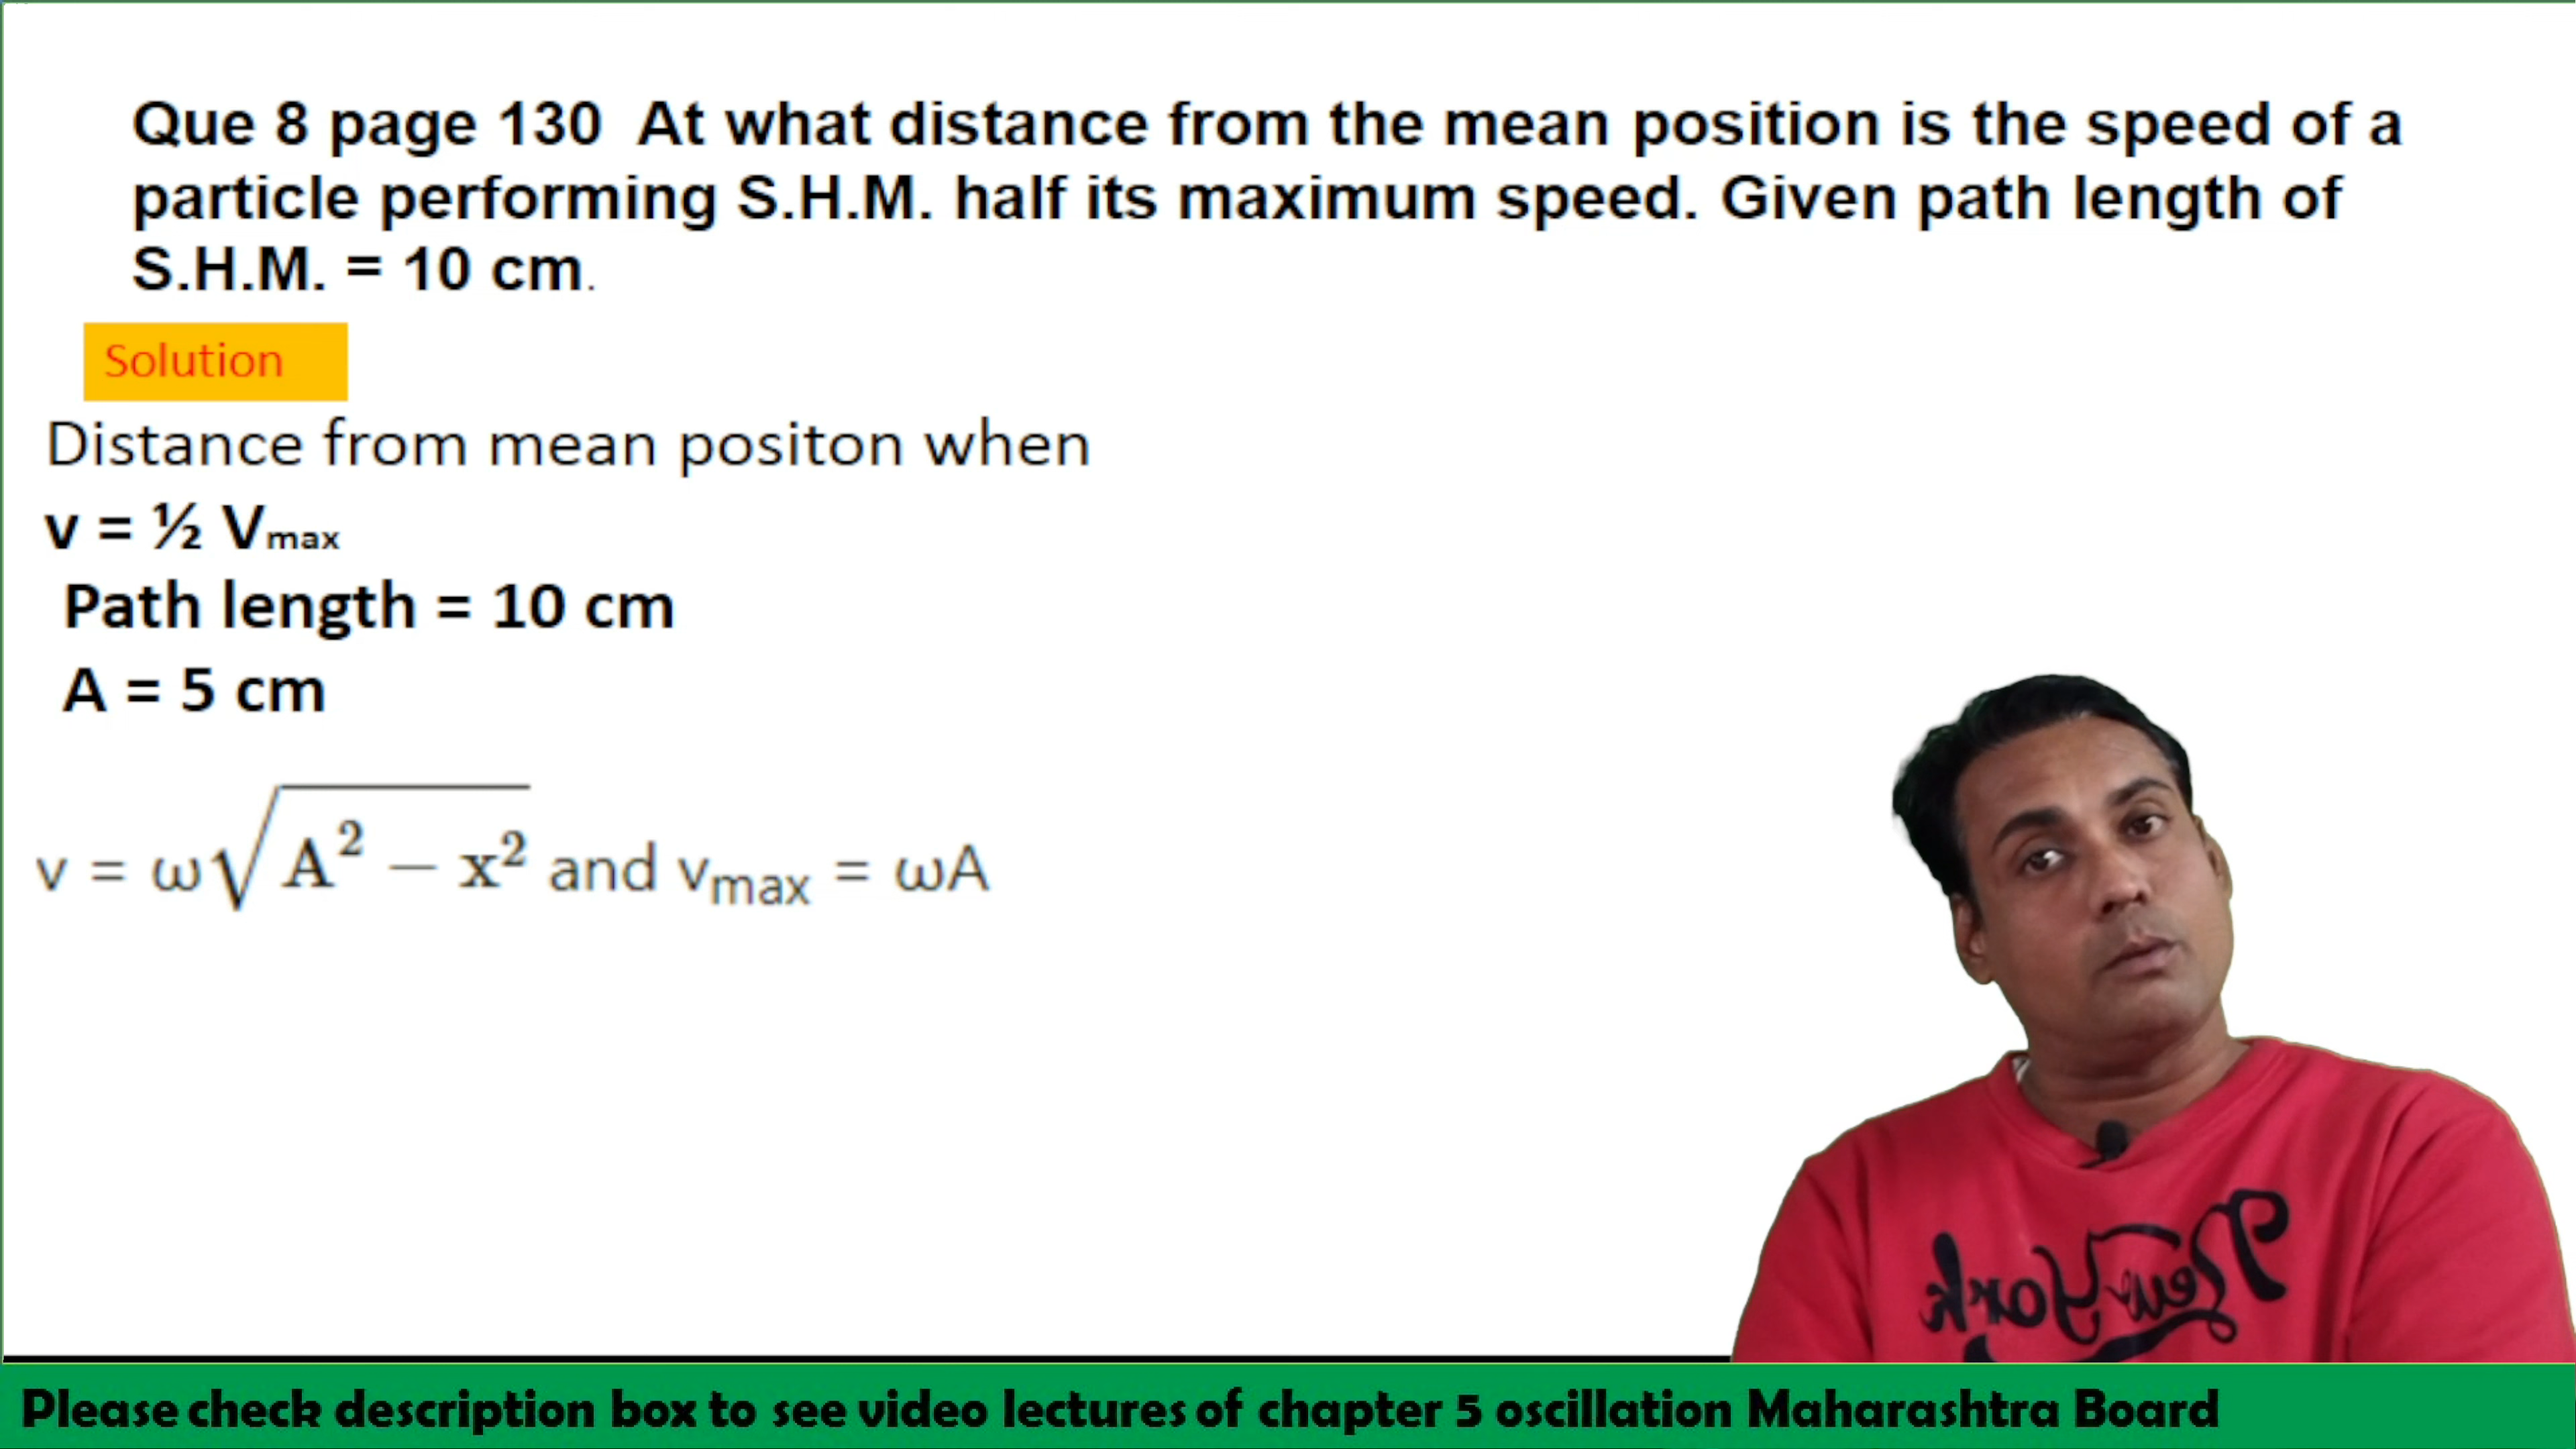 Que 8 page 130 At what distance from the mean position is the speed of a
particle performing S.H.M. half its maximum speed. Given path length of
S.H.M. = 10 cm.
Solution
Distance from mean positon when
v = ½ Vmax
Path length = 10 cm
A = 5 cm
v = ω√A² − x² and vmax = ωA
New York
Please check description box to see video lectures of chapter 5 oscillation Maharashtra Board